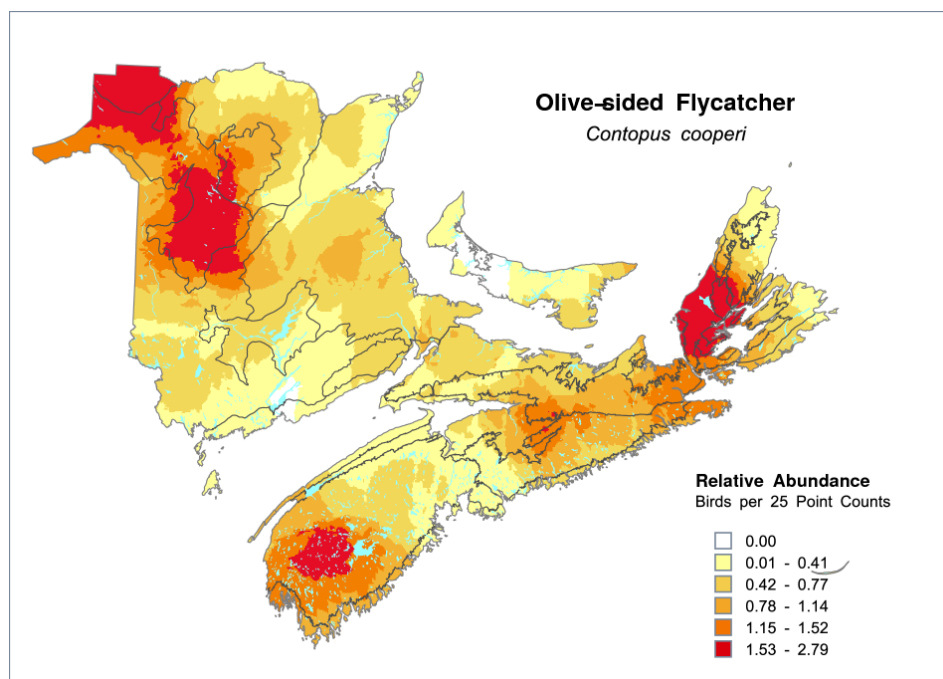 Olive-sided Flycatcher
Contopus cooperi
Relative Abundance
Birds per 25 Point Counts
0.00
0.01 - 0.41
0.42 - 0.77
0.78 - 1.14
1.15 - 1.52
1.53 - 2.79